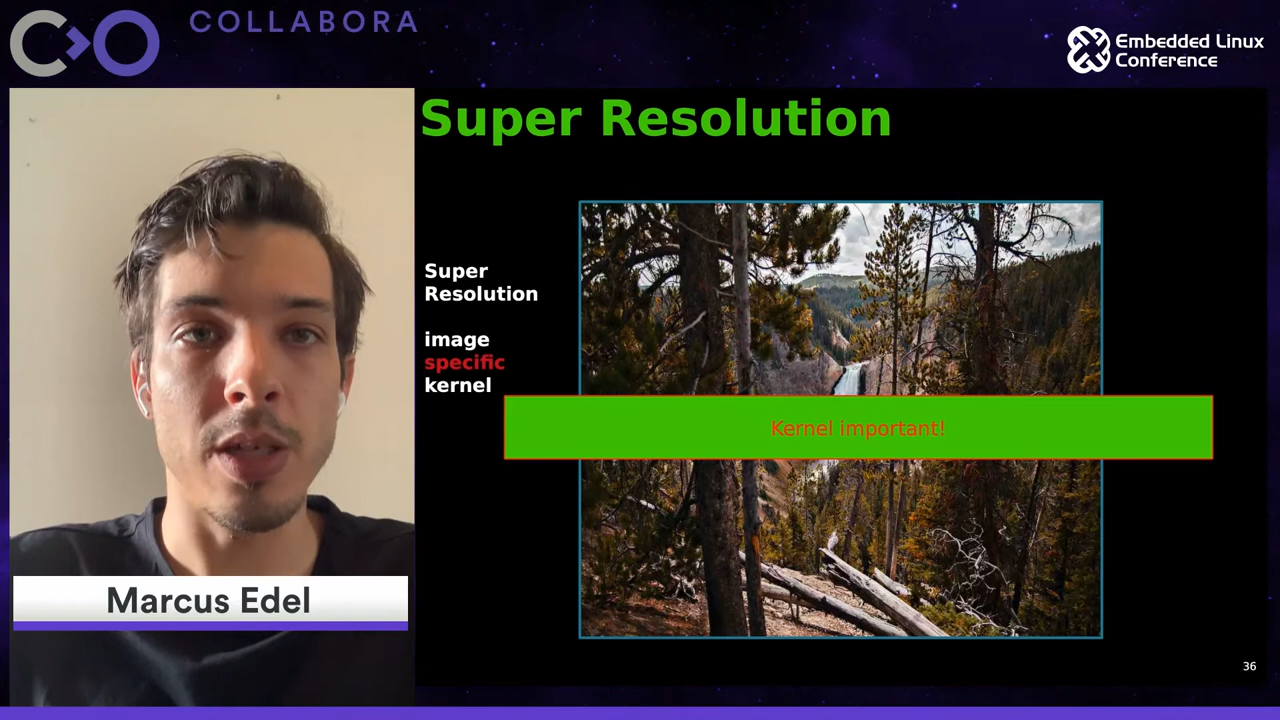 COLLABORA
Embedded Linux
Conference
Super Resolution
Super
Resolution
image
specific
kernel
Kernel important!
Marcus Edel
36